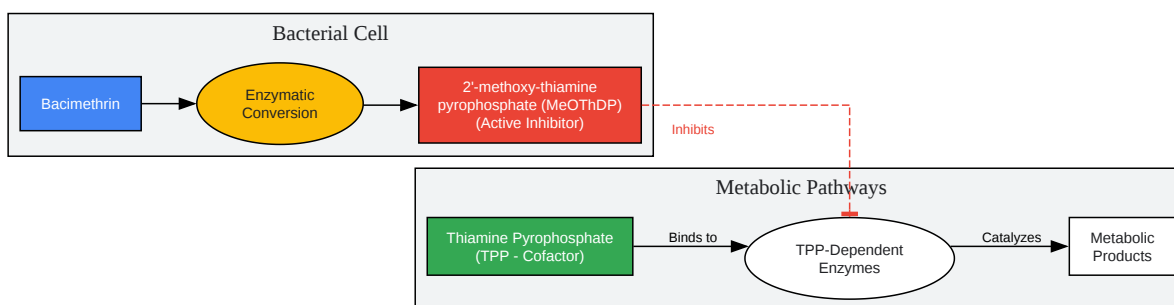 Bacterial Cell
Bacimethrin
Enzymatic
Conversion
2'-methoxy-thiamine
pyrophosphate (MeOThDP)
(Active Inhibitor)
Inhibits
Metabolic Pathways
Thiamine Pyrophosphate
(TPP - Cofactor)
Binds to
TPP-Dependent
Enzymes
Catalyzes
Metabolic
Products